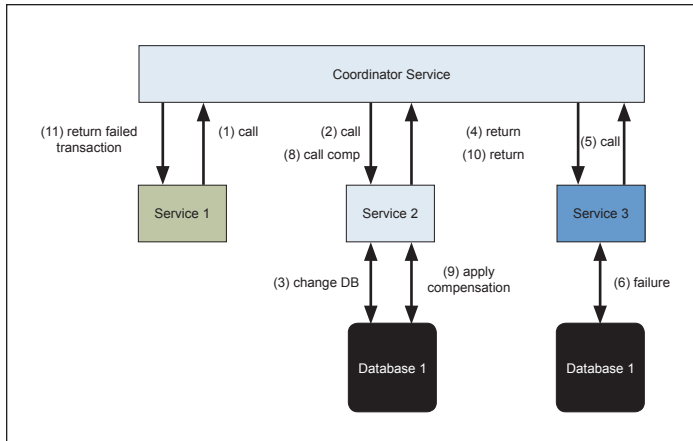 Coordinator Service
(11) return failed
transaction
(1) call
(2) call
(8) call comp
(4) return
(10) return
(5) call
Service 1
Service 2
Service 3
(3) change DB
(9) apply
compensation
(6) failure
Database 1
Database 1